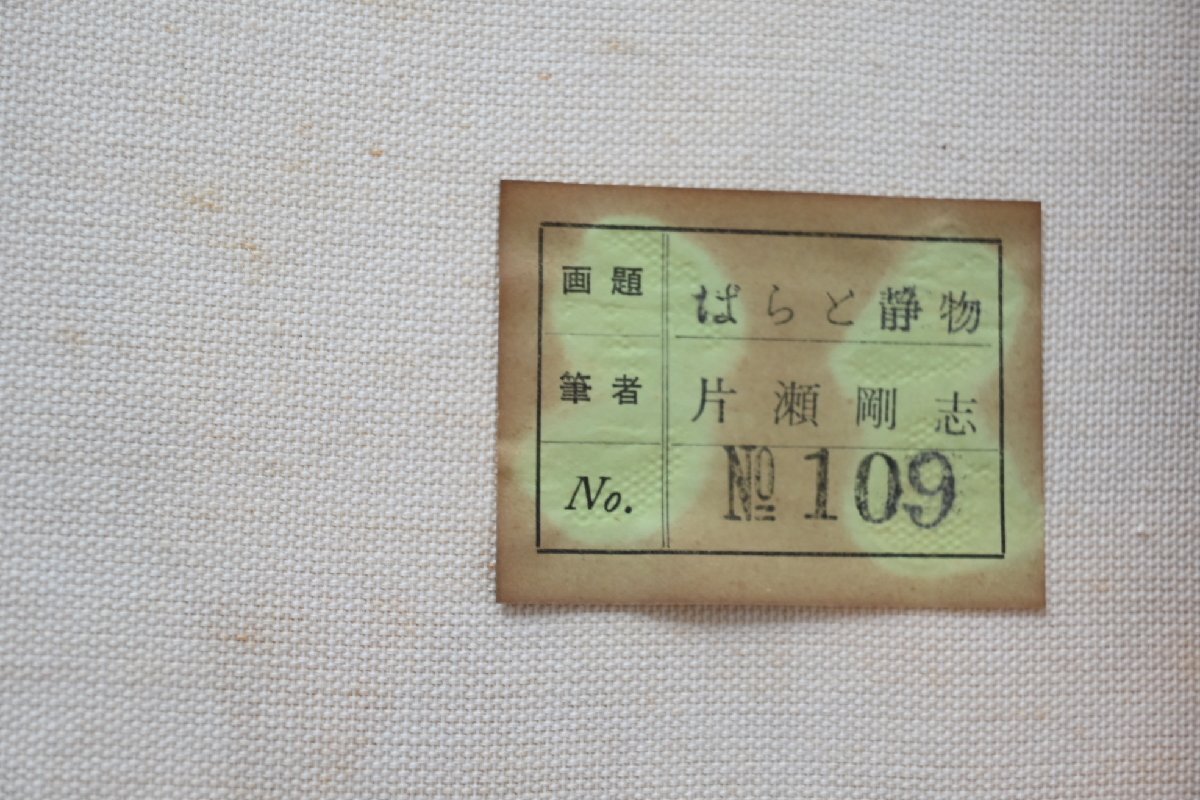 画題 ばらと静物
筆者 片瀬剛志
No. №109